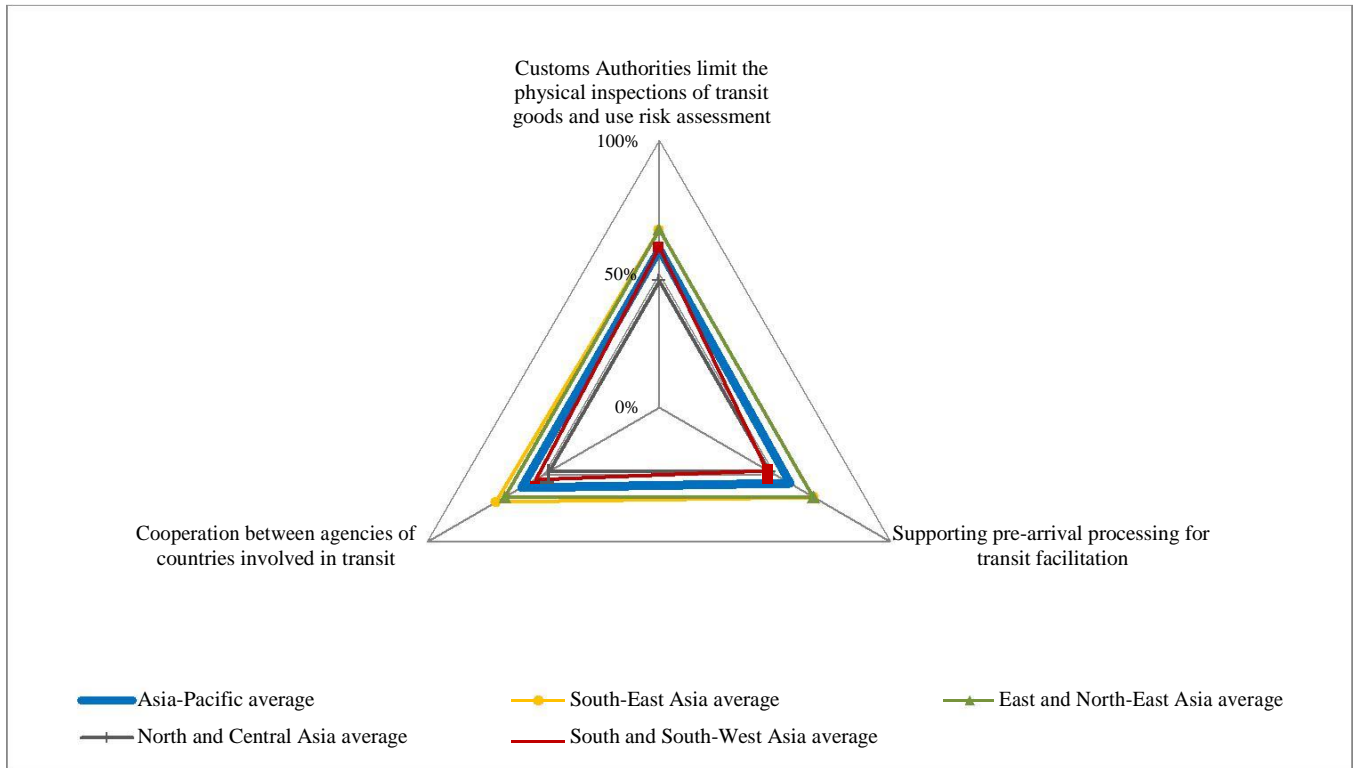 Customs Authorities limit the
physical inspections of transit
goods and use risk assessment
100%
50%
0%
Cooperation between agencies of
countries involved in transit
Supporting pre-arrival processing for
transit facilitation
Asia-Pacific average
South-East Asia average
East and North-East Asia average
North and Central Asia average
South and South-West Asia average